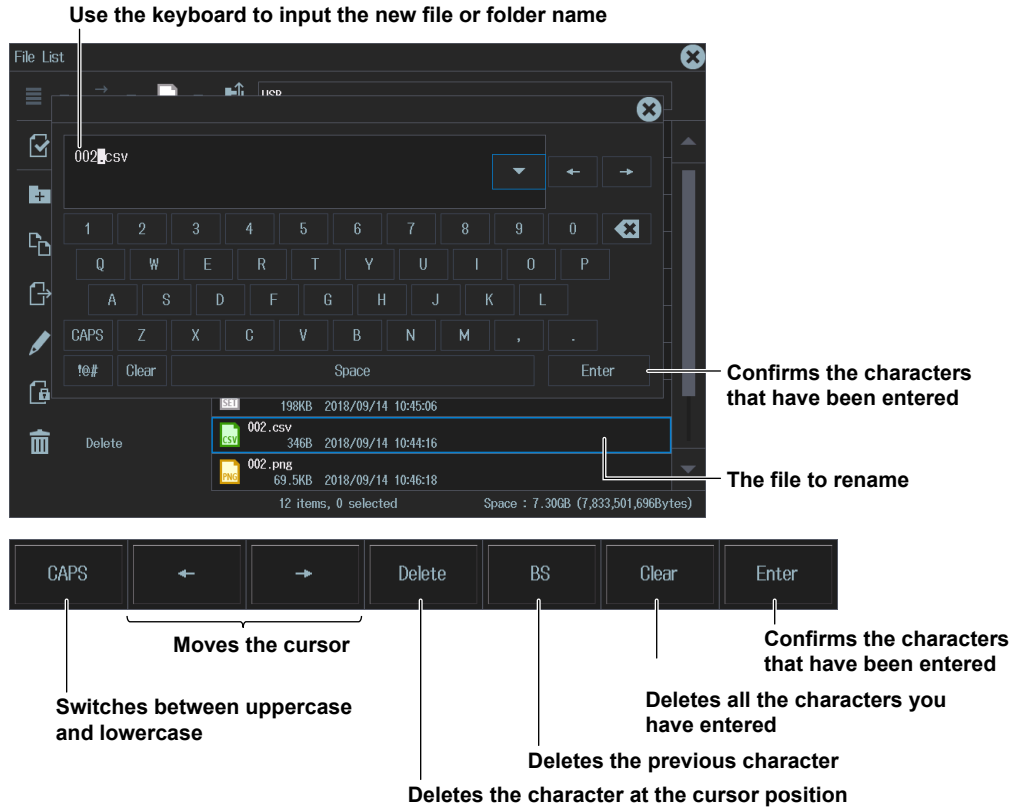 Use the keyboard to input the new file or folder name
File List
USB
002.csv
1 2 3 4 5 6 7 8 9 0
Q W E R T Y U I O P
A S D F G H J K L
CAPS Z X C V B N M , .
!@# Clear Space Enter
Confirms the characters
that have been entered
SET
198KB 2018/09/14 10:45:06
Delete
CSV
002.csv
346B 2018/09/14 10:44:16
PNG
002.png
69.5KB 2018/09/14 10:46:18
The file to rename
12 items, 0 selected
Space : 7.30GB (7,833,501,696Bytes)
CAPS ← → Delete BS Clear Enter
Moves the cursor
Confirms the characters
that have been entered
Switches between uppercase
and lowercase
Deletes all the characters you
have entered
Deletes the previous character
Deletes the character at the cursor position